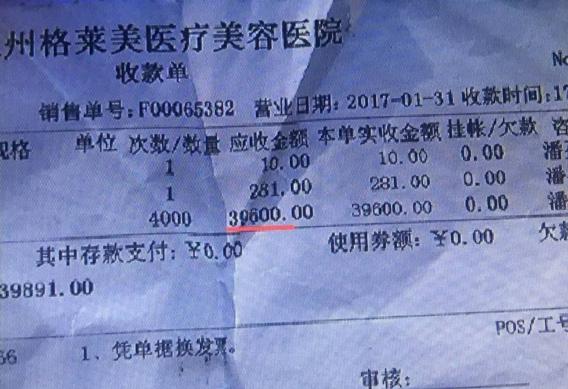 州格莱美医疗美容医院
收款单
No
销售单号:F00065382 营业日期:2017-01-31 收款时间:17
规格 单位 次数/数量 应收金额 本单实收金额 挂帐/欠款 咨
1 10.00 10.00 0.00 潘
1 281.00 281.00 0.00 潘
4000 39600.00 39600.00 0.00 潘
其中存款支付:¥0.00 使用券额:¥0.00 欠款
39891.00
POS/工号
66 1、凭单据换发票。
审核: